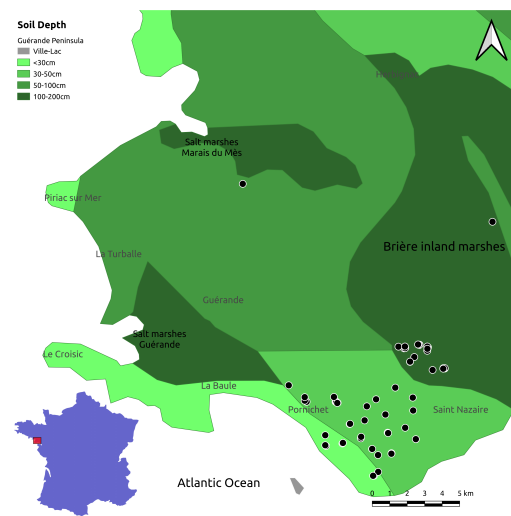 Soil Depth
Guérande Peninsula
Ville-Lac
<30cm
30-50cm
50-100cm
100-200cm
Salt marshes
Marais du Mès
Piriac sur Mer
Brière inland marshes
La Turballe
Guérande
Salt marshes
Guérande
Le Croisic
La Baule
Pornichet
Saint Nazaire
Atlantic Ocean
0 1 2 3 4 5 km